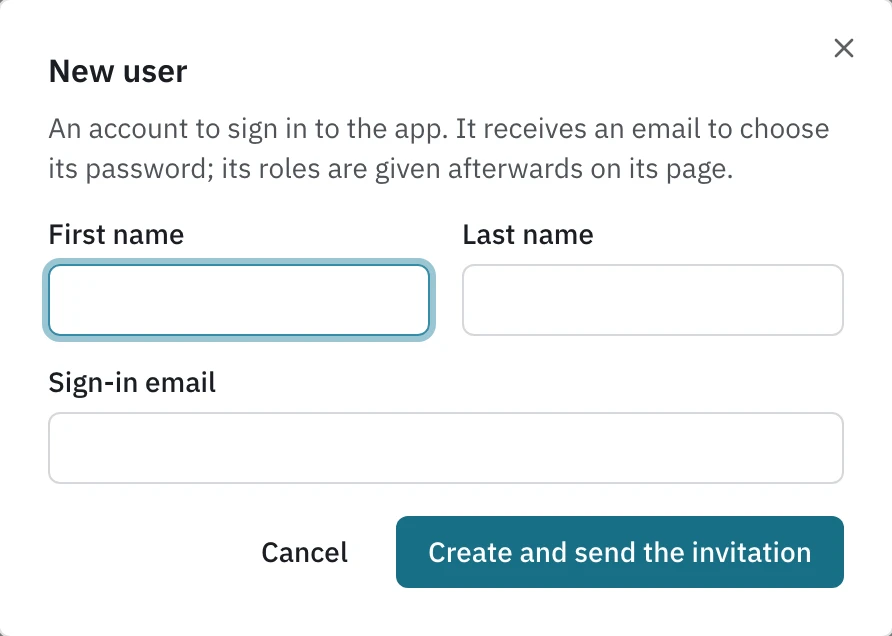 New user
An account to sign in to the app. It receives an email to choose
its password; its roles are given afterwards on its page.
First name
Last name
Sign-in email
Cancel
Create and send the invitation